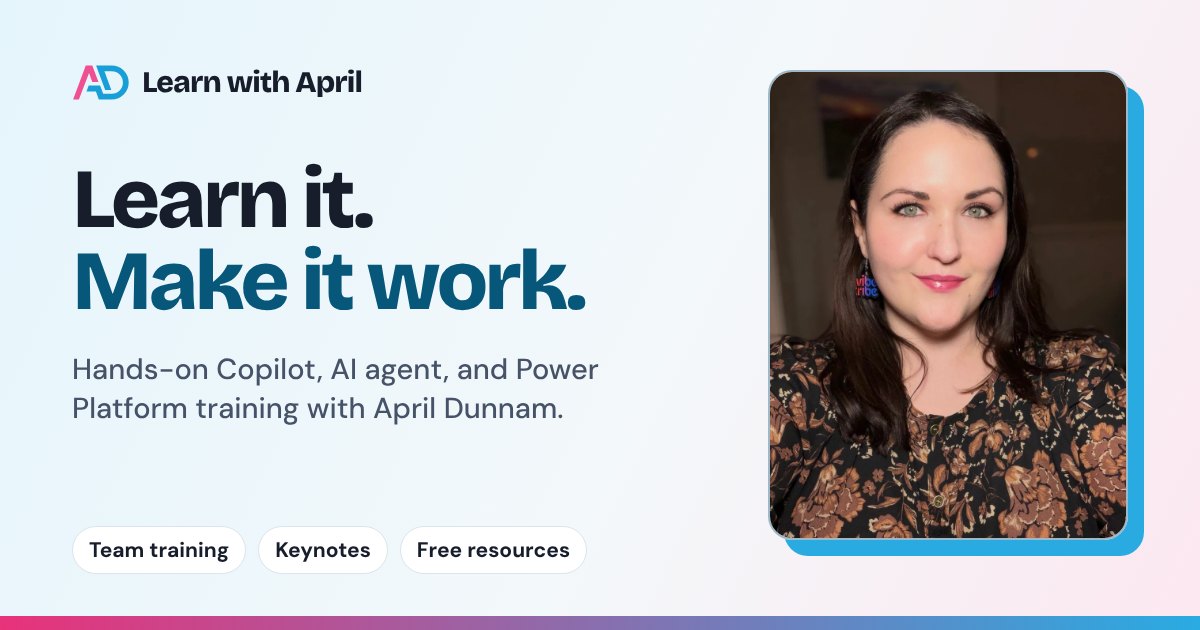 AD Learn with April
Learn it.
Make it work.
Hands-on Copilot, AI agent, and Power
Platform training with April Dunnam.
Team training
Keynotes
Free resources